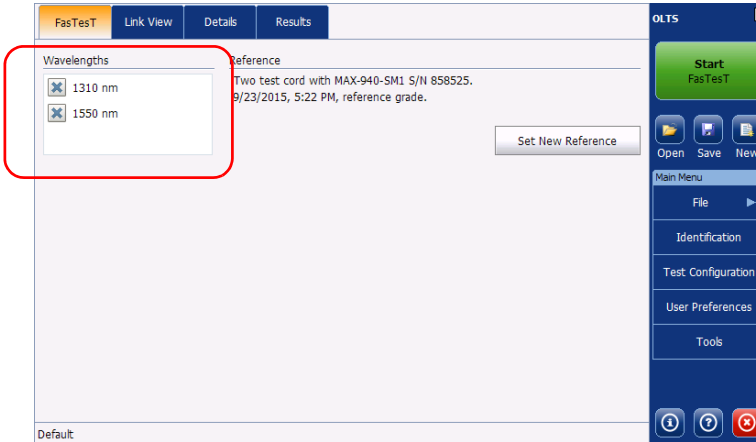 FasTesT
Link View
Details
Results
OLTS
Wavelengths
1310 nm
1550 nm
Reference
Two test cord with MAX-940-SM1 S/N 858525.
9/23/2015, 5:22 PM, reference grade.
Set New Reference
Start
FasTesT
Open
Save
New
Main Menu
File
Identification
Test Configuration
User Preferences
Tools
Default